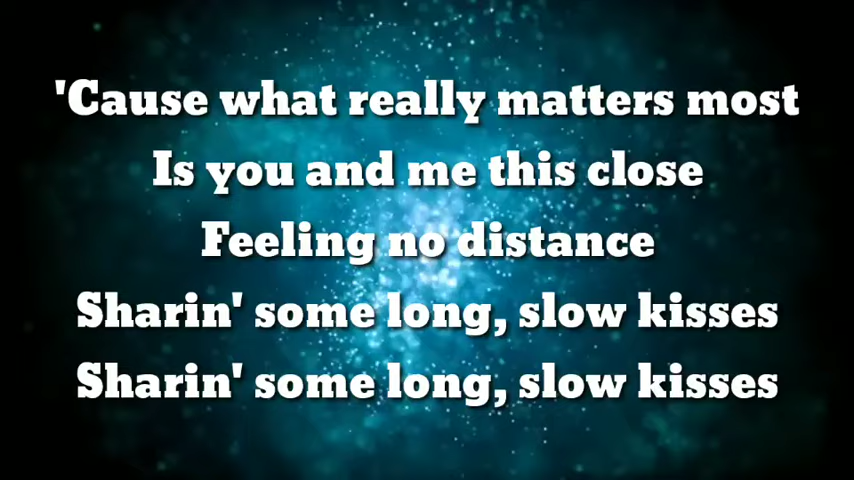 'Cause what really matters most
Is you and me this close
Feeling no distance
Sharin' some long, slow kisses
Sharin' some long, slow kisses